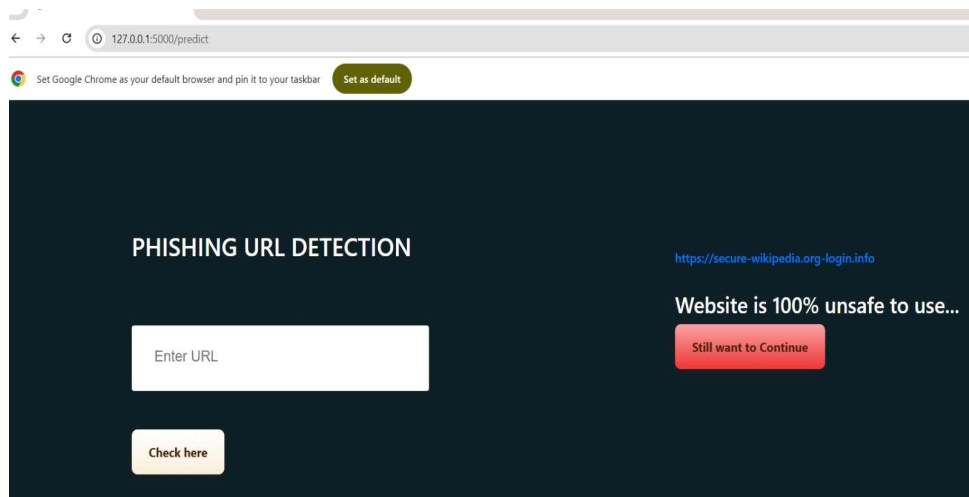 127.0.0.1:5000/predict
Set Google Chrome as your default browser and pin it to your taskbar Set as default
PHISHING URL DETECTION
Enter URL
Check here
https://secure-wikipedia.org-login.info
Website is 100% unsafe to use...
Still want to Continue